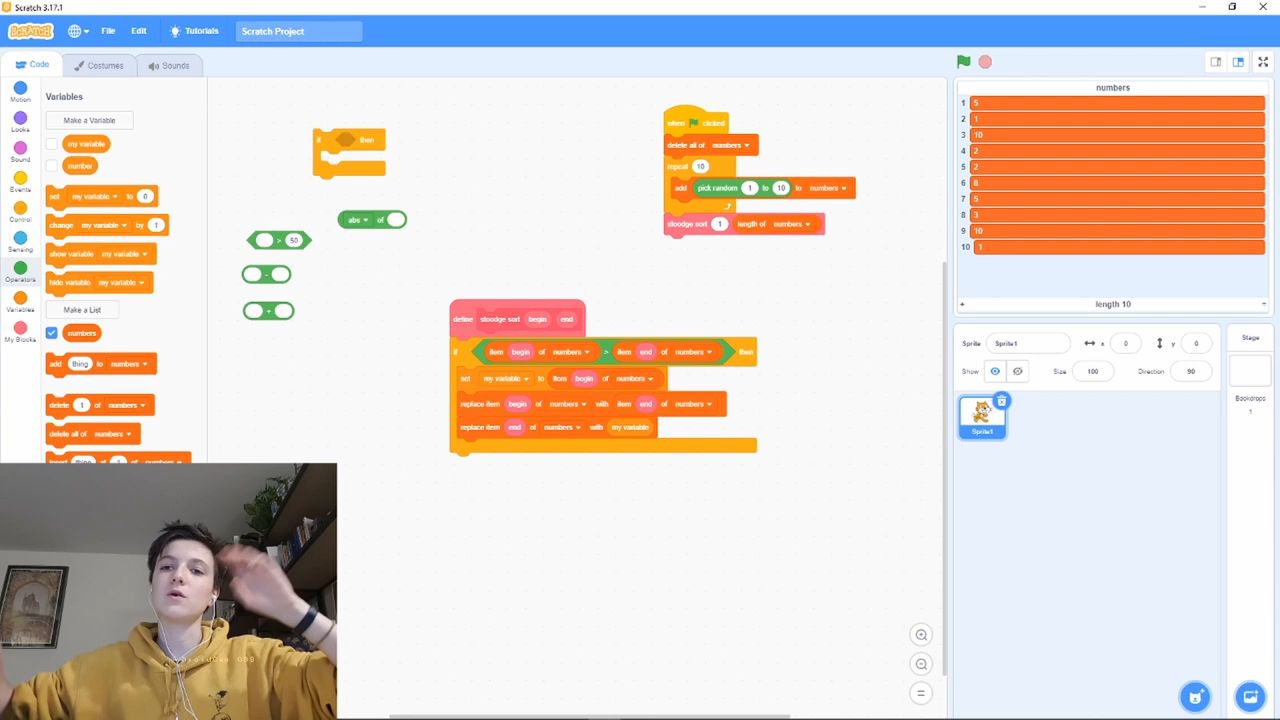 Scratch 3.17.1
SCRATCH File Edit Tutorials Scratch Project
Code Costumes Sounds
Motion
Looks
Sound
Events
Control
Sensing
Operators
Variables
My Blocks
Variables
Make a Variable
my variable
number
set my variable to 0
change my variable by 1
show variable my variable
hide variable my variable
Make a List
numbers
add thing to numbers
delete 1 of numbers
delete all of numbers
if then
abs of
> 50
-
+
when clicked
delete all of numbers
repeat 10
add pick random 1 to 10 to numbers
stoodge sort 1 length of numbers
define stoodge sort begin end
if item begin of numbers > item end of numbers then
set my variable to item begin of numbers
replace item begin of numbers with item end of numbers
replace item end of numbers with my variable
numbers
1 5
2 1
3 10
4 2
5 2
6 8
7 5
8 3
9 10
10 1
+ length 10 =
Sprite Sprite1 x 0 y 0
Show Size 100 Direction 90
Sprite1
Stage
Backdrops
1